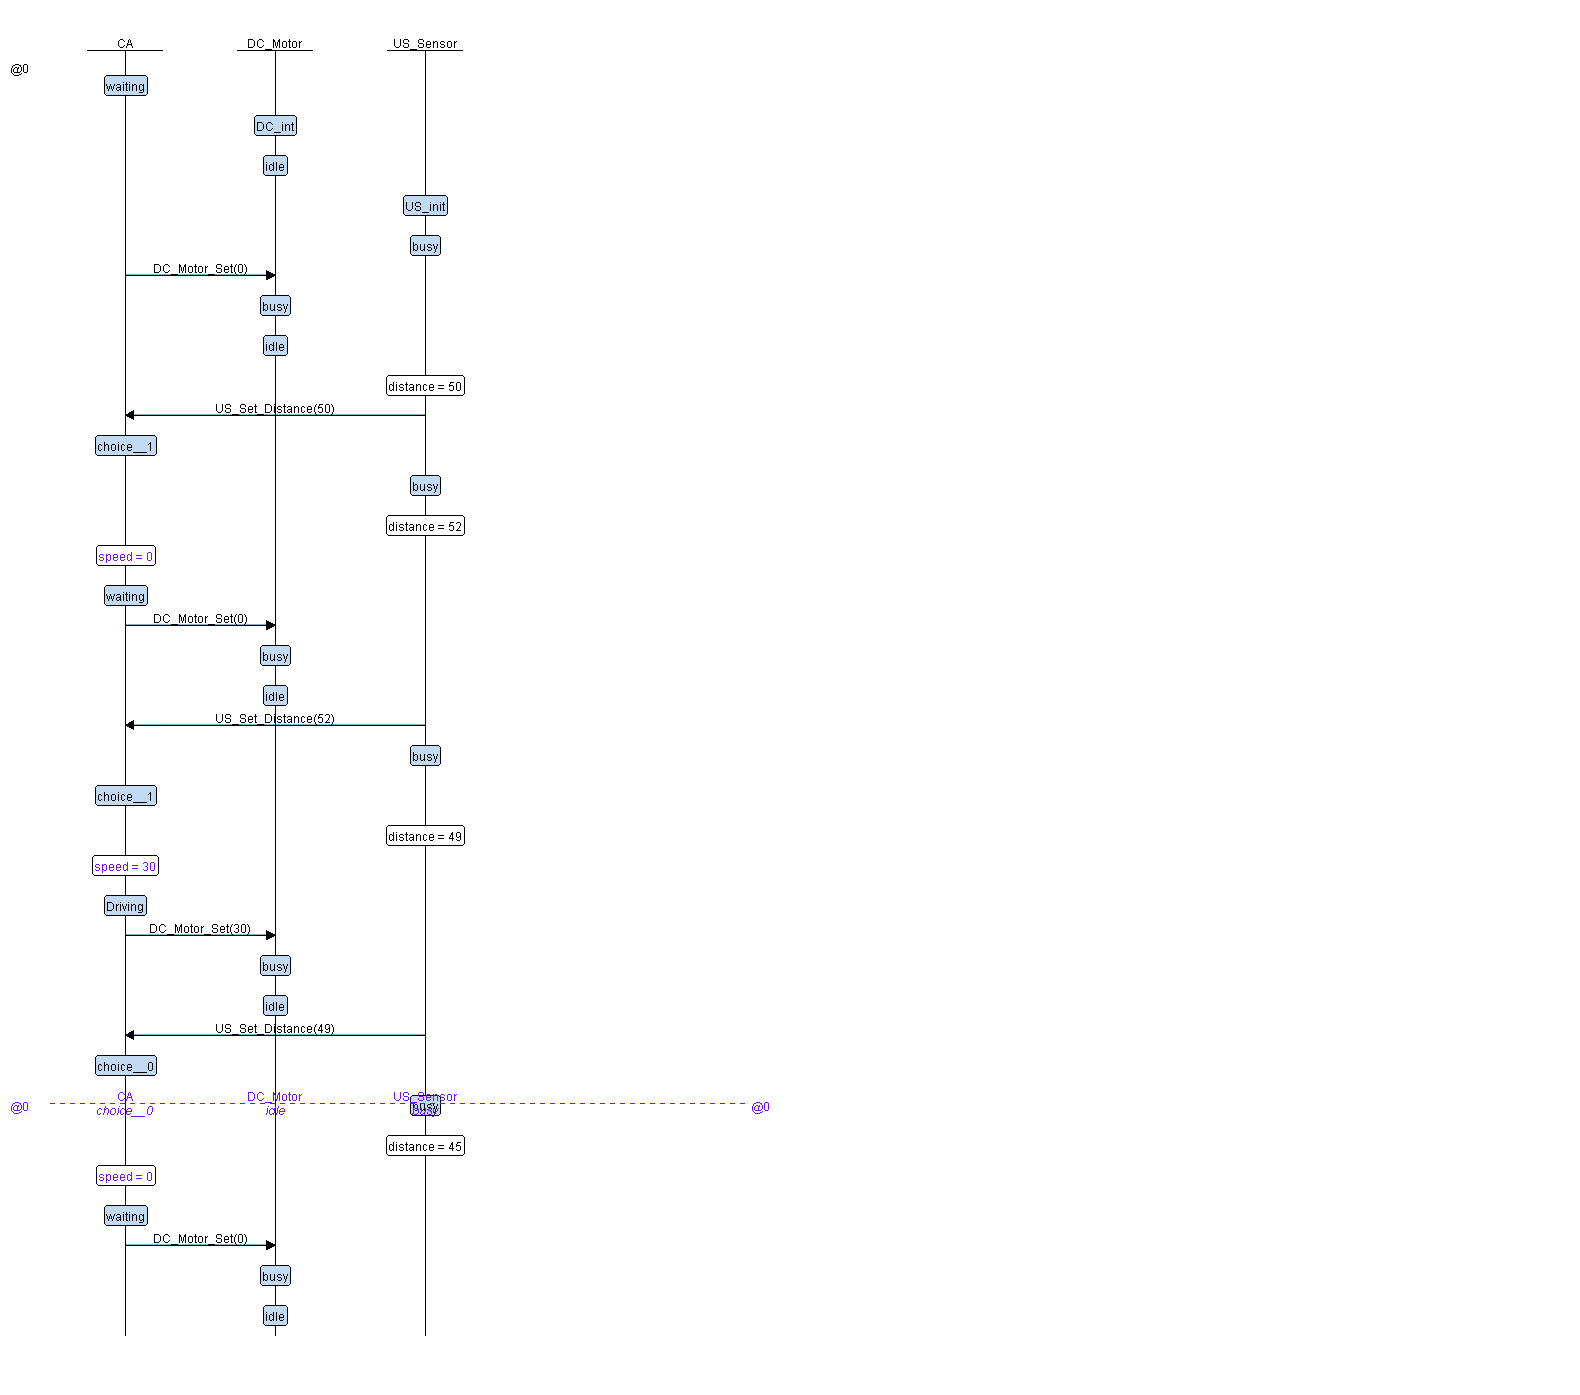 CA DC_Motor US_Sensor
@0
waiting
DC_int
idle
US_init
busy
DC_Motor_Set(0)
busy
idle
distance = 50
US_Set_Distance(50)
choice__1
busy
distance = 52
speed = 0
waiting
DC_Motor_Set(0)
busy
idle
US_Set_Distance(52)
busy
choice__1
distance = 49
speed = 30
Driving
DC_Motor_Set(30)
busy
idle
US_Set_Distance(49)
choice__0
CA DC_Motor US_Sensor
@0 busy @0
choice__0 idle busy
distance = 45
speed = 0
waiting
DC_Motor_Set(0)
busy
idle